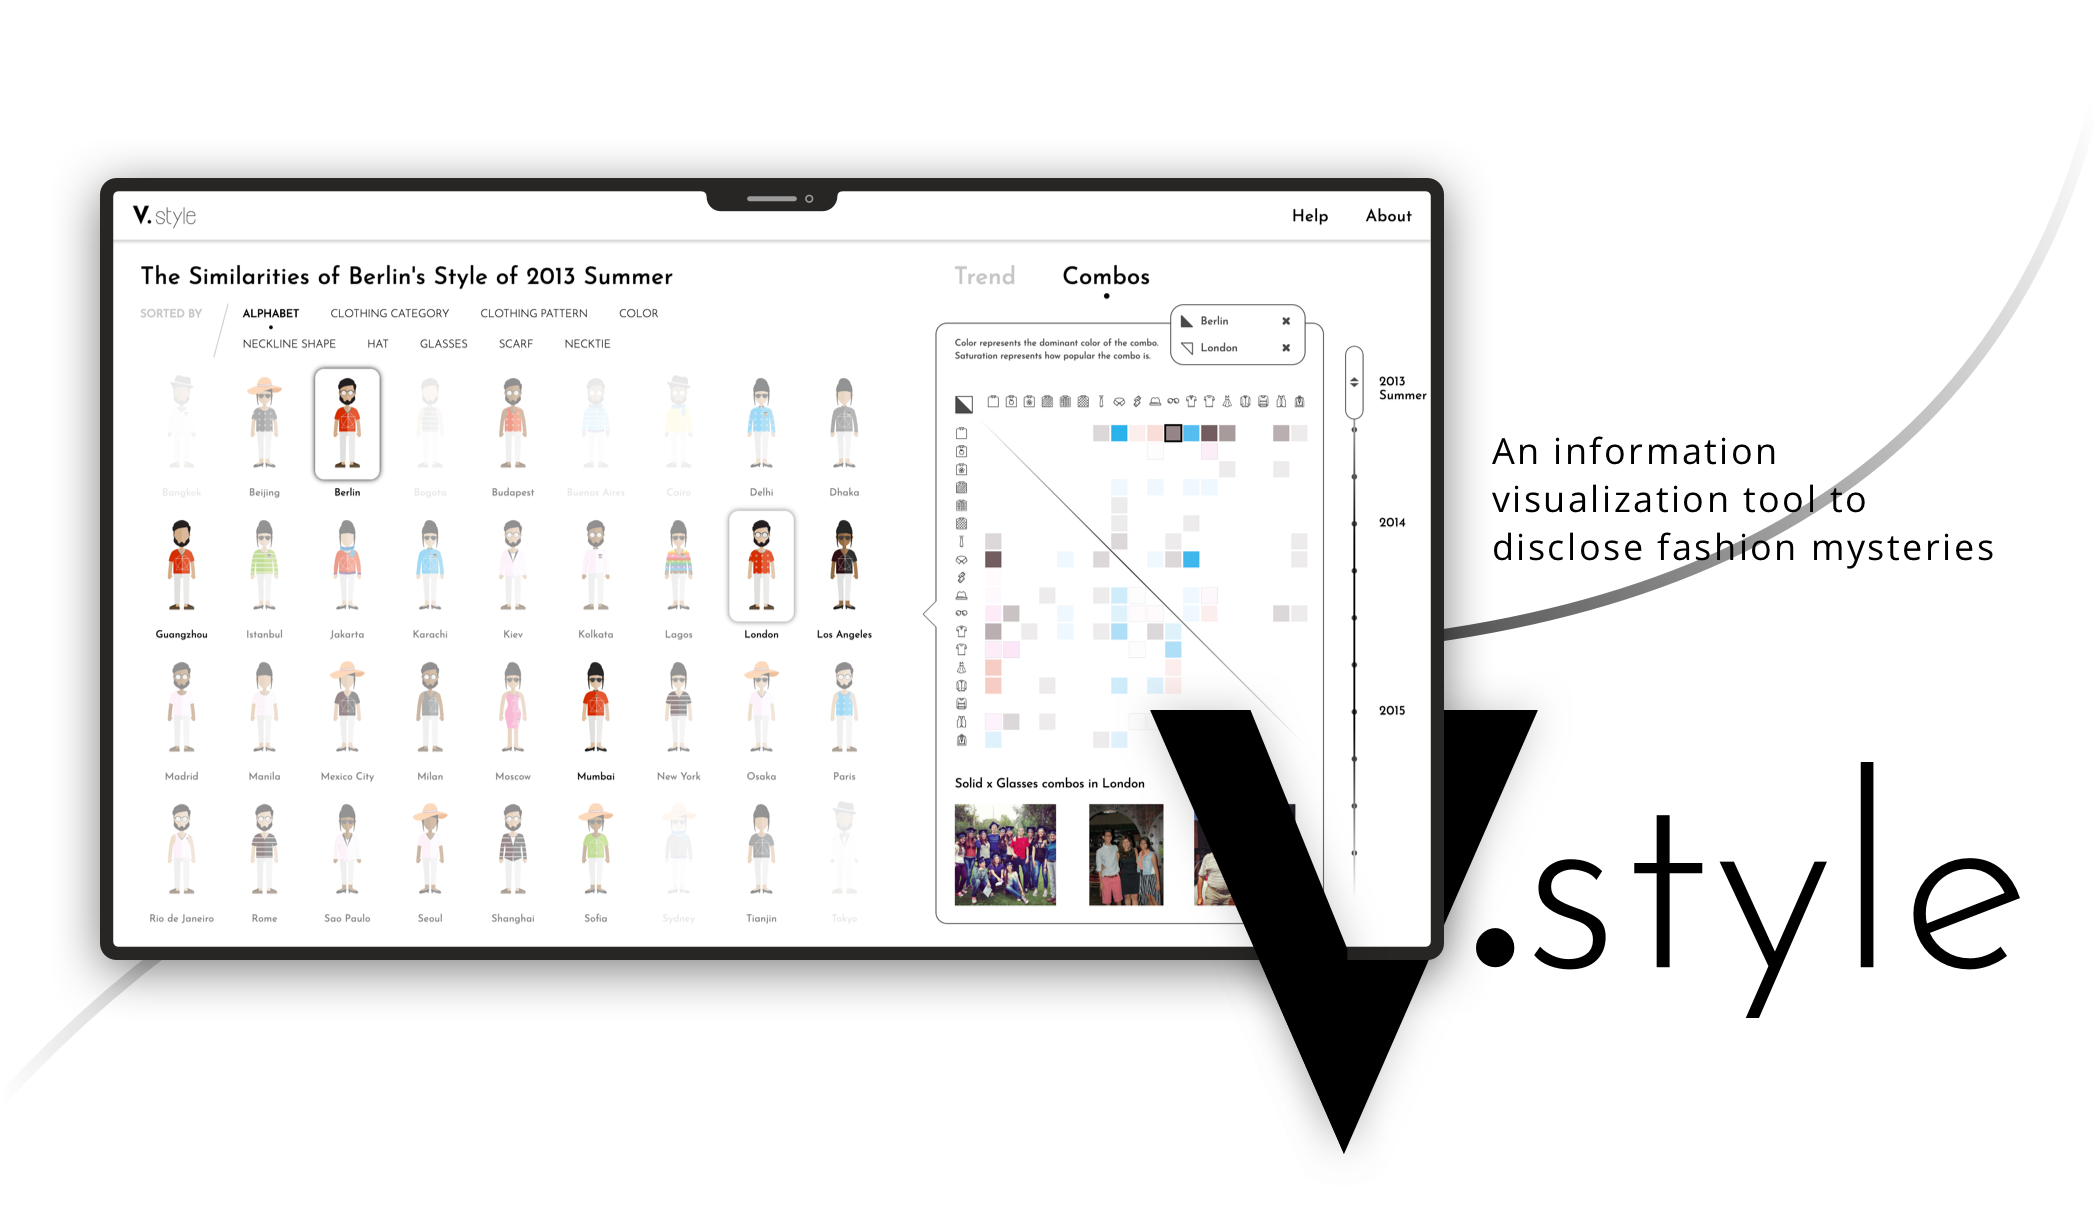 V. style
Help About
The Similarities of Berlin's Style of 2013 Summer
SORTED BY ALPHABET CLOTHING CATEGORY CLOTHING PATTERN COLOR
NECKLINE SHAPE HAT GLASSES SCARF NECKTIE
Bangkok Beijing Berlin Bogota Budapest Buenos Aires Cairo Delhi Dhaka
Guangzhou Istanbul Jakarta Karachi Kiev Kolkata Lagos London Los Angeles
Madrid Manila Mexico City Milan Moscow Mumbai New York Osaka Paris
Rio de Janeiro Rome Sao Paulo Seoul Shanghai Sofia Sydney Tianjin Tokyo
Trend Combos
Berlin
London
Color represents the dominant color of the combo.
Saturation represents how popular the combo is.
2013
Summer
2014
2015
Solid x Glasses combos in London
An information
visualization tool to
disclose fashion mysteries
V.style